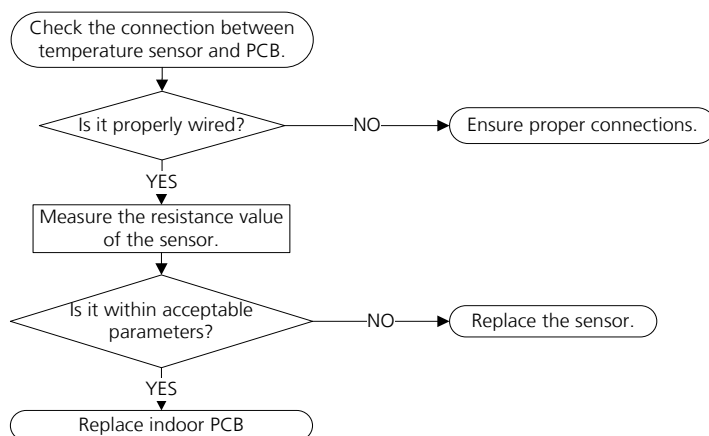 Check the connection between
temperature sensor and PCB.
Is it properly wired?
NO
Ensure proper connections.
YES
Measure the resistance value
of the sensor.
Is it within acceptable
parameters?
NO
Replace the sensor.
YES
Replace indoor PCB